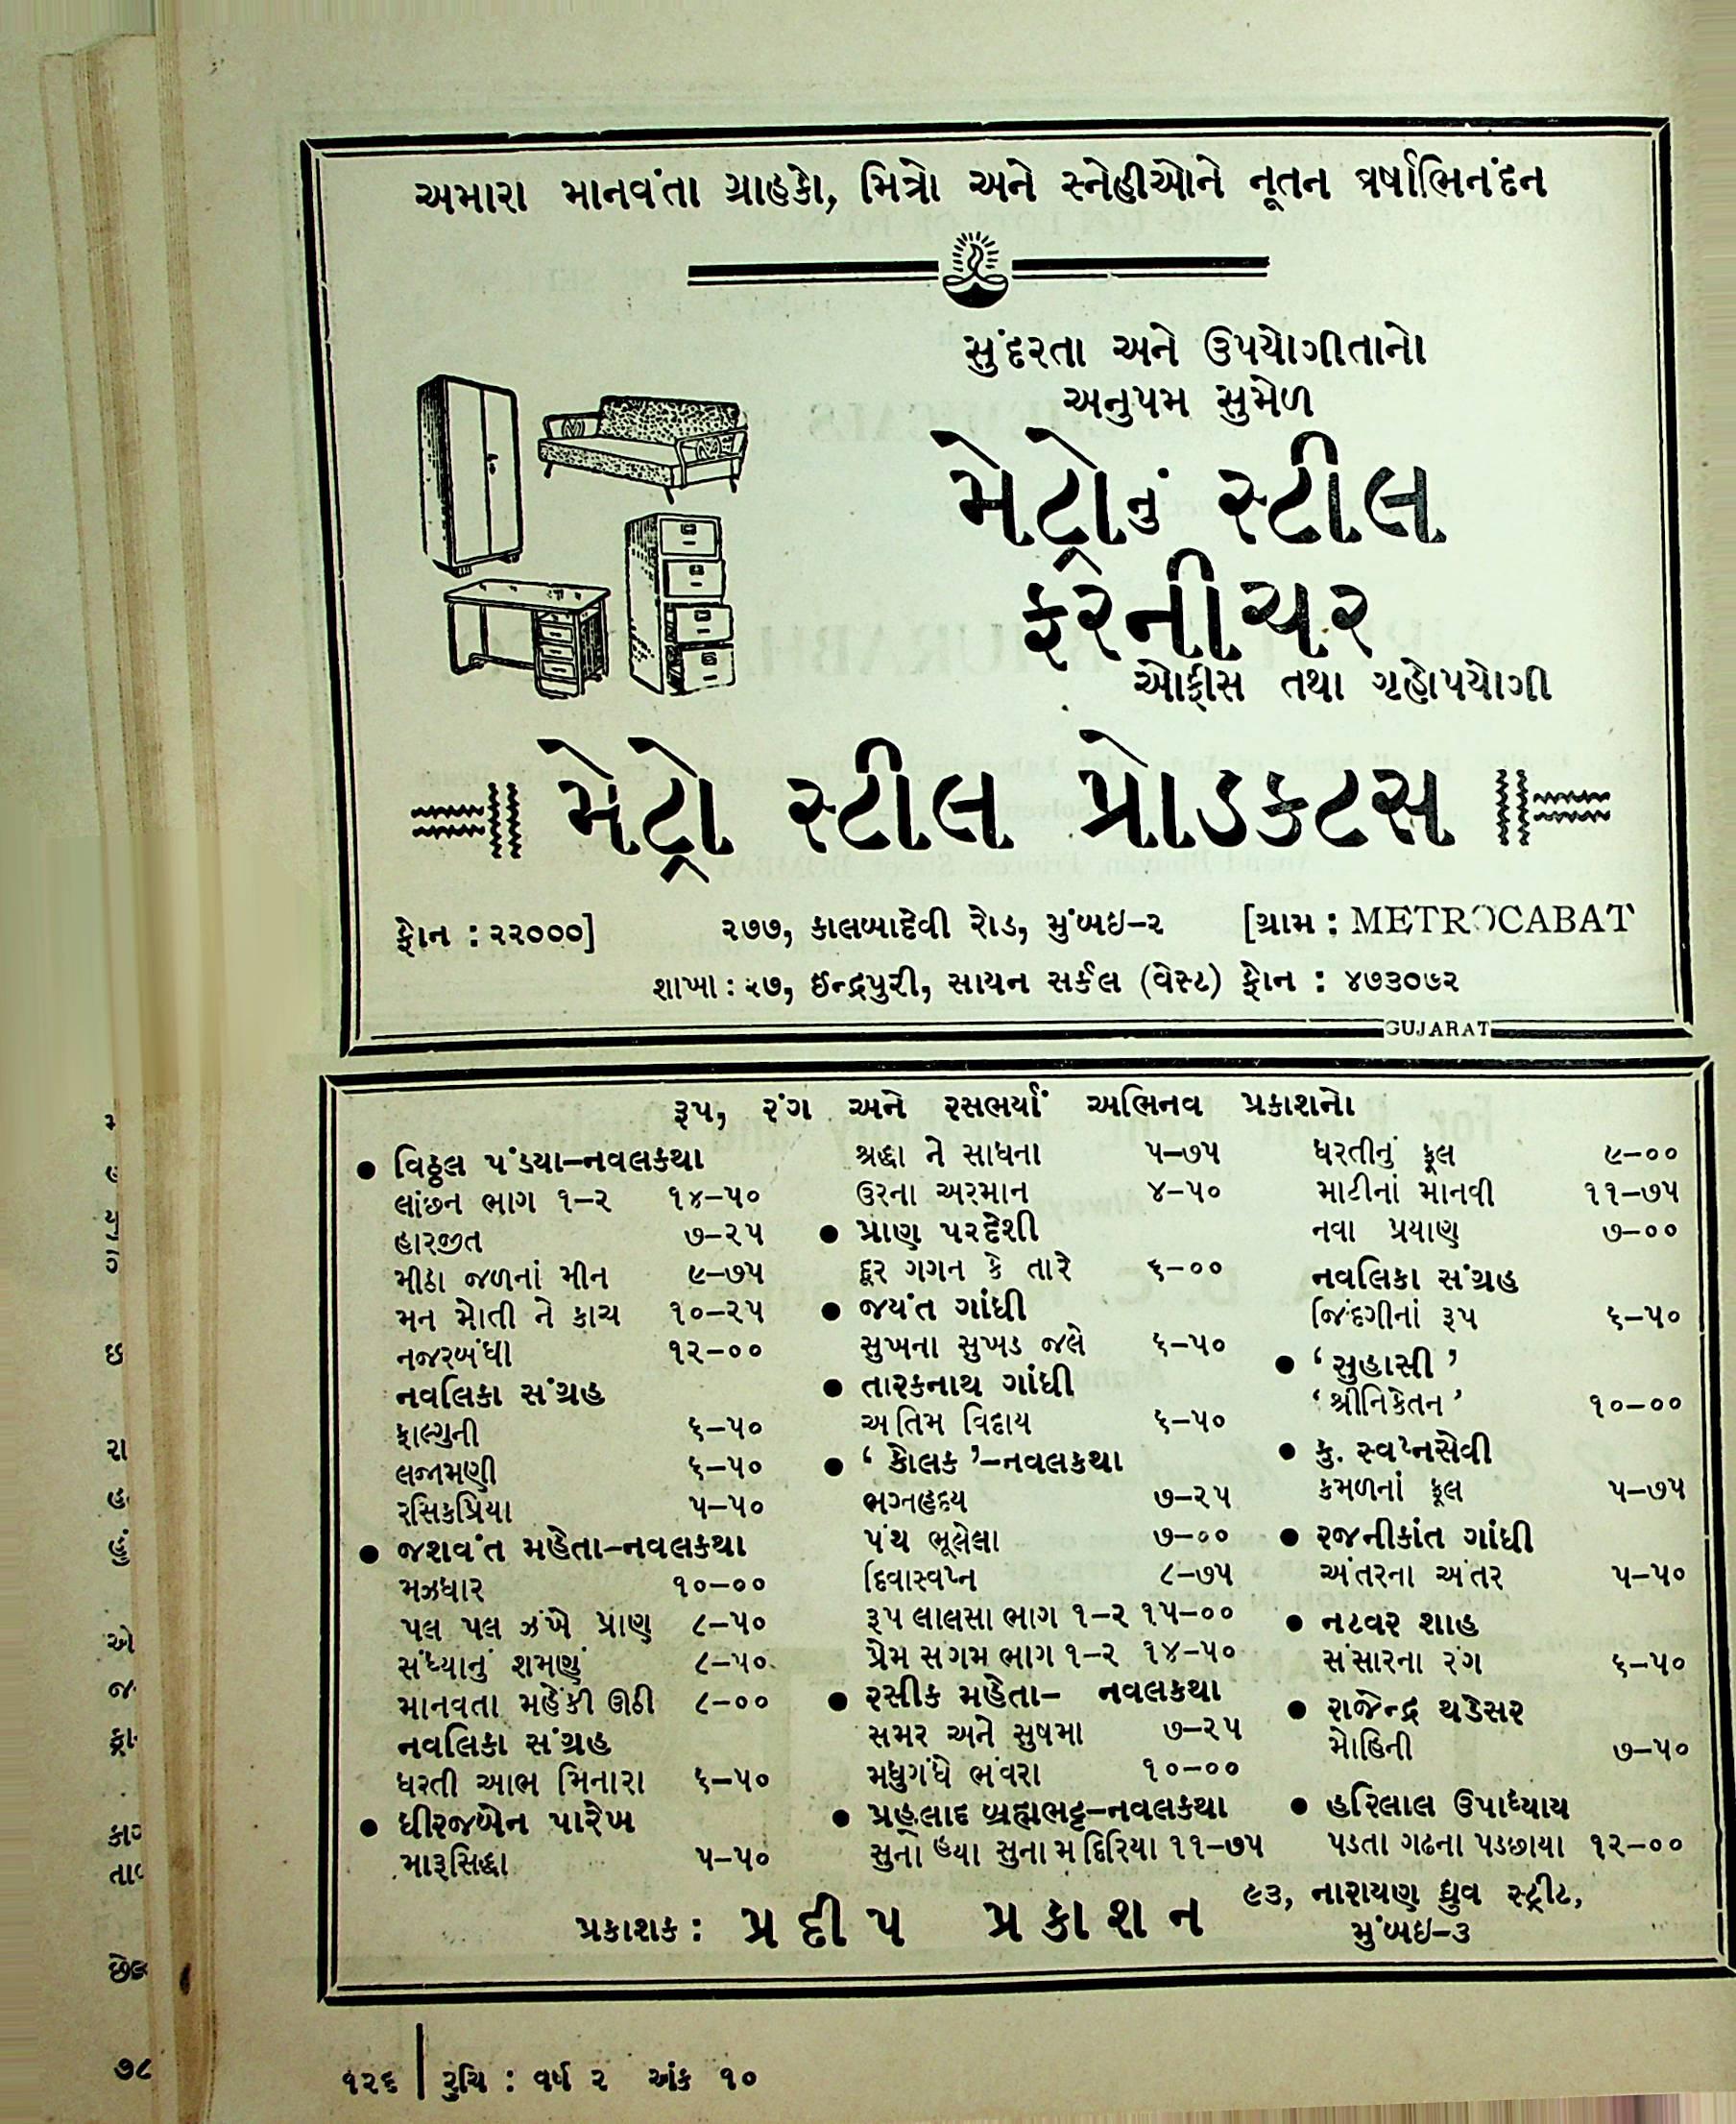 અમારા માનવંતા ગ્રાહકો, મિત્રો અને સ્નેહીઓને નૂતન વર્ષાભિનંદન
સુંદરતા અને ઉપયોગીતાનો
અનુપમ સુમેળ
મેટ્રોનું સ્ટીલ
ફરનીચર
ઓફીસ તથા ગૃહોપયોગી
મેટ્રો સ્ટીલ પ્રોડકટસ
ફોન : ૨૨૦૦૦] ૨૭૭, કાલબાદેવી રોડ, મુંબઇ-૨ [ગ્રામ : METROCABAT
શાખા : ૨૭, ઈન્દ્રપુરી, સાયન સર્કલ (વેસ્ટ) ફોન : ૪૭૩૦૭૨
GUJARAT
રૂપ, રંગ અને રસભર્યાં અભિનવ પ્રકાશનો
● વિઠ્ઠલ પંડયા–નવલકથા
લાંછન ભાગ ૧–૨ ૧૪–૫૦
હારજીત ૭–૨૫
મીઠા જળનાં મીન ૯–૭૫
મન મોતી ને કાચ ૧૦–૨૫
નજરબંધી ૧૨–૦૦
નવલિકા સંગ્રહ
ફાલ્ગુની ૬–૫૦
લજામણી ૬–૫૦
રસિકપ્રિયા ૫–૫૦
● જશવંત મહેતા–નવલકથા
મઝધાર ૧૦–૦૦
પલ પલ ઝંખે પ્રાણ ૮–૫૦
સંધ્યાનું શમણું ૮–૫૦
માનવતા મહેંકી ઊઠી ૮–૦૦
નવલિકા સંગ્રહ
ધરતી આભ મિનારા ૬–૫૦
● ધીરજબેન પારેખ
મારૂસિદ્ધા ૫–૫૦
શ્રદ્ધા ને સાધના ૫–૭૫
ઉરના અરમાન ૪–૫૦
● પ્રાણ પરદેશી
દૂર ગગન કે તારે ૬–૦૦
● જયંત ગાંધી
સુખના સુખડ જલે ૬–૫૦
● તારકનાથ ગાંધી
અંતિમ વિદાય ૬–૫૦
● ‘ કોલક ’–નવલકથા
ભગ્નહૃદય ૭–૨૫
પંથ ભૂલેલા ૭–૦૦
દિવાસ્વપ્ન ૮–૭૫
રૂપ લાલસા ભાગ ૧–૨ ૧૫–૦૦
પ્રેમ સંગમ ભાગ ૧–૨ ૧૪–૫૦
● રસીક મહેતા– નવલકથા
સમર અને સુષમા ૭–૨૫
મધુગંધે ભંવરા ૧૦–૦૦
● પ્રહ્લાદ બ્રહ્મભટ્ટ–નવલકથા
સુનાં હૈયા સુનાં મંદિરિયા ૧૧–૭૫
ધરતીનું ફૂલ ૯–૦૦
માટીનાં માનવી ૧૧–૭૫
નવા પ્રયાણ ૭–૦૦
નવલિકા સંગ્રહ
જિંદગીનાં રૂપ ૬–૫૦
● ‘ સુહાસી ’
‘ શ્રીનિકેતન ’ ૧૦–૦૦
● કુ. સ્વપ્નસેવી
કમળનાં ફૂલ ૫–૭૫
● રજનીકાંત ગાંધી
અંતરના અંતર ૫–૫૦
● નટવર શાહ
સંસારના રંગ ૬–૫૦
● રાજેન્દ્ર થડેસર
મોહિની ૭–૫૦
● હરિલાલ ઉપાધ્યાય
પડતા ગઢના પડછાયા ૧૨–૦૦
પ્રકાશક : પ્રદીપ પ્રકાશન ૯૩, નારાયણ ધ્રુવ સ્ટ્રીટ,
મુંબઇ–૩
૧૨૬ | રુચિ : વર્ષ ૨ અંક ૧૦
૭૮